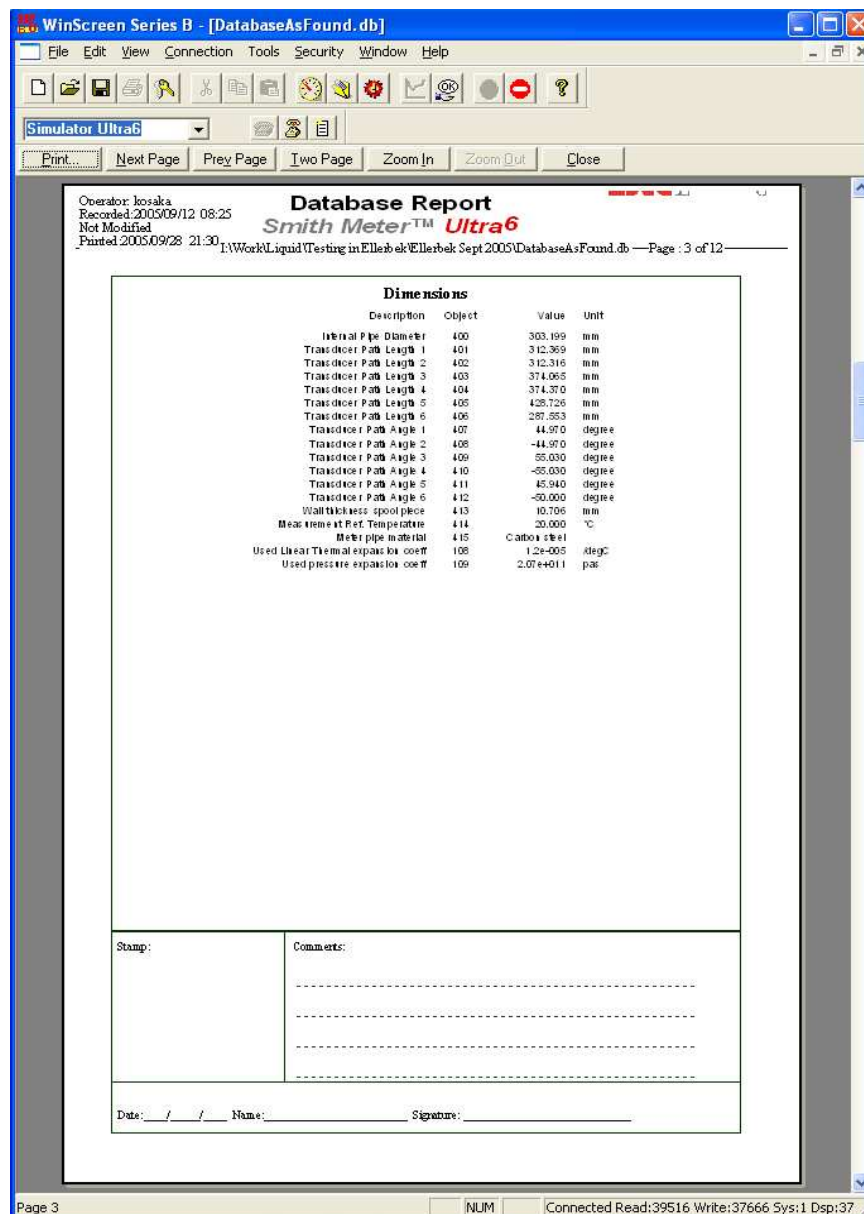 WinScreen Series B - [DatabaseAsFound.db]
File Edit View Connection Tools Security Window Help
OK
Simulator Ultra6
Print... Next Page Prev Page Two Page Zoom In Zoom Out Close
Operator: kosaka
Recorded:2005/09/12 08:25
Not Modified
Printed:2005/09/28 21:30
Database Report
Smith Meter™ Ultra6
I:\Work\Liquid\Testing in Ellerbek\Ellerbek Sept 2005\DatabaseAsFound.db Page : 3 of 12
Dimensions
Description Object Value Unit
Internal Pipe Diameter 400 303.199 mm
Transducer Path Length 1 401 312.369 mm
Transducer Path Length 2 402 312.316 mm
Transducer Path Length 3 403 374.065 mm
Transducer Path Length 4 404 374.370 mm
Transducer Path Length 5 405 428.726 mm
Transducer Path Length 6 406 287.553 mm
Transducer Path Angle 1 407 44.970 degree
Transducer Path Angle 2 408 -44.970 degree
Transducer Path Angle 3 409 55.030 degree
Transducer Path Angle 4 410 -55.030 degree
Transducer Path Angle 5 411 45.940 degree
Transducer Path Angle 6 412 -50.000 degree
Wall thickness spool piece 413 10.706 mm
Measurement Ref. Temperature 414 20.000 °C
Meter pipe material 415 Carbon steel
Used Linear Thermal expansion coeff 108 1.2e-005 /degC
Used pressure expansion coeff 109 2.07e+011 pas
Stamp:
Comments:
Date:___/___/___ Name:____________________ Signature:____________________
Page 3 NUM Connected Read:39516 Write:37666 Sys:1 Dsp:37